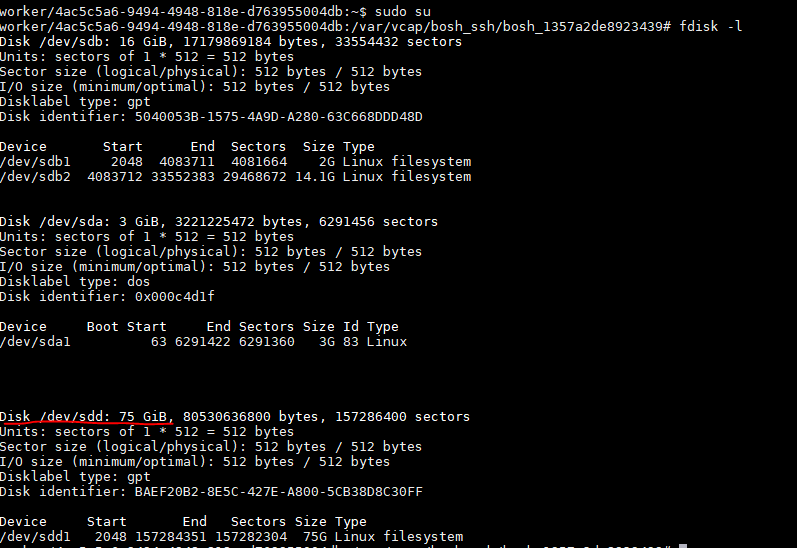 worker/4ac5c5a6-9494-4948-818e-d763955004db:~$ sudo su
worker/4ac5c5a6-9494-4948-818e-d763955004db:/var/vcap/bosh_ssh/bosh_1357a2de8923439# fdisk -l
Disk /dev/sdb: 16 GiB, 17179869184 bytes, 33554432 sectors
Units: sectors of 1 * 512 = 512 bytes
Sector size (logical/physical): 512 bytes / 512 bytes
I/O size (minimum/optimal): 512 bytes / 512 bytes
Disklabel type: gpt
Disk identifier: 5040053B-1575-4A9D-A280-63C668DDD48D
Device Start End Sectors Size Type
/dev/sdb1 2048 4083711 4081664 2G Linux filesystem
/dev/sdb2 4083712 33552383 29468672 14.1G Linux filesystem
Disk /dev/sda: 3 GiB, 3221225472 bytes, 6291456 sectors
Units: sectors of 1 * 512 = 512 bytes
Sector size (logical/physical): 512 bytes / 512 bytes
I/O size (minimum/optimal): 512 bytes / 512 bytes
Disklabel type: dos
Disk identifier: 0x000c4d1f
Device Boot Start End Sectors Size Id Type
/dev/sda1 63 6291422 6291360 3G 83 Linux
Disk /dev/sdd: 75 GiB, 80530636800 bytes, 157286400 sectors
Units: sectors of 1 * 512 = 512 bytes
Sector size (logical/physical): 512 bytes / 512 bytes
I/O size (minimum/optimal): 512 bytes / 512 bytes
Disklabel type: gpt
Disk identifier: BAEF20B2-8E5C-427E-A800-5CB38D8C30FF
Device Start End Sectors Size Type
/dev/sdd1 2048 157284351 157282304 75G Linux filesystem